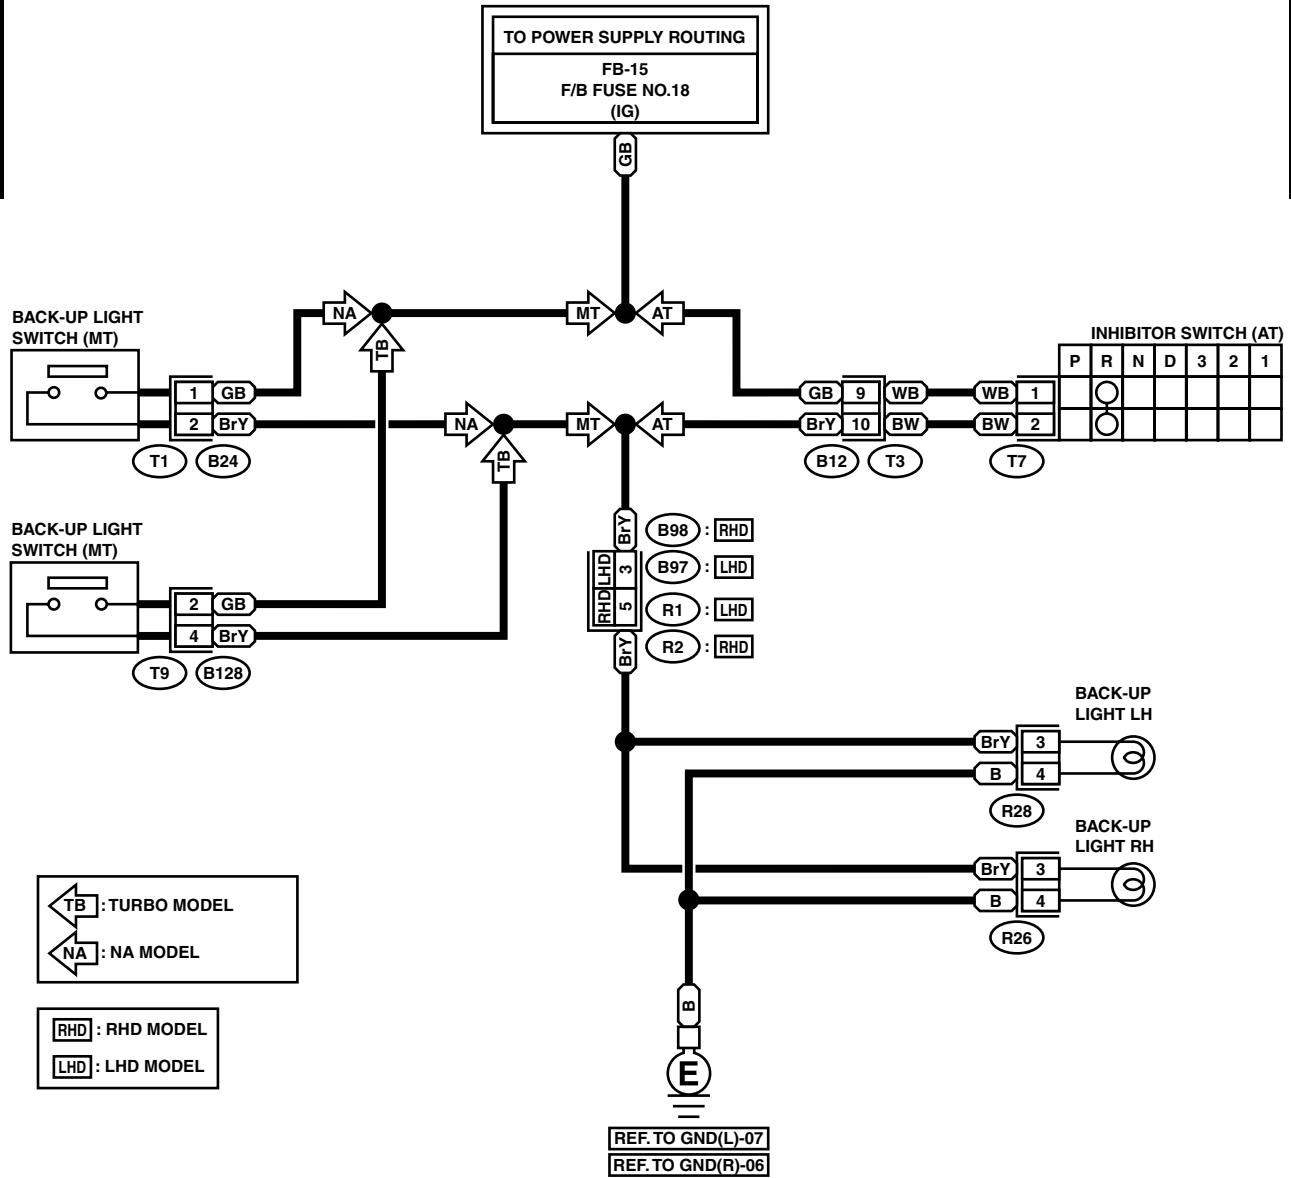 TO POWER SUPPLY ROUTING
FB-15
F/B FUSE NO.18
(IG)
GB
BACK-UP LIGHT
SWITCH (MT)
NA
MT
AT
TB
INHIBITOR SWITCH (AT)
P R N D 3 2 1
1 GB
2 BrY
T1 B24
NA
MT
AT
TB
GB 9 WB
BrY 10 BW
B12 T3
WB 1
BW 2
T7
BACK-UP LIGHT
SWITCH (MT)
2 GB
4 BrY
T9 B128
BrY
LHD 3
RHD 5
BrY
B98 : RHD
B97 : LHD
R1 : LHD
R2 : RHD
BACK-UP
LIGHT LH
BrY 3
B 4
R28
BACK-UP
LIGHT RH
BrY 3
B 4
R26
TB : TURBO MODEL
NA : NA MODEL
RHD : RHD MODEL
LHD : LHD MODEL
B
E
REF. TO GND(L)-07
REF. TO GND(R)-06